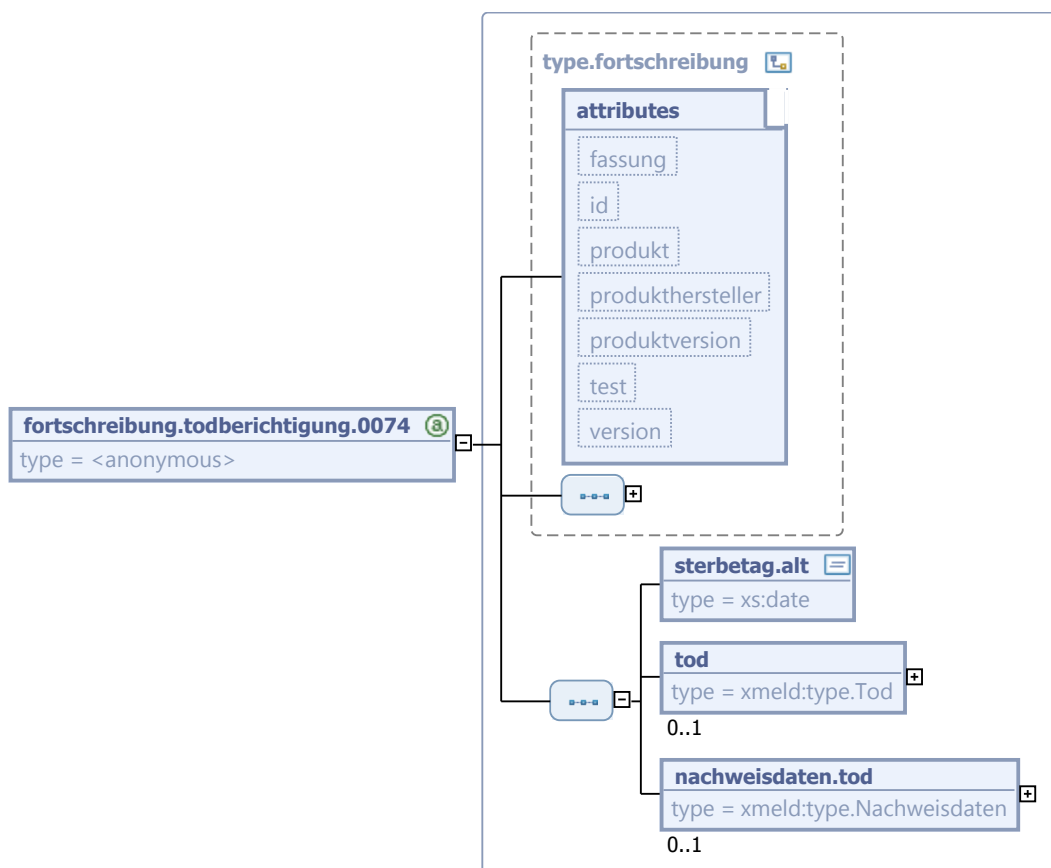 type.fortschreibung
attributes
fassung
id
produkt
produkthersteller
produktversion
test
version
fortschreibung.todberichtigung.0074 a
type = <anonymous>
sterbetag.alt
type = xs:date
tod
type = xmeld:type.Tod
0..1
nachweisdaten.tod
type = xmeld:type.Nachweisdaten
0..1